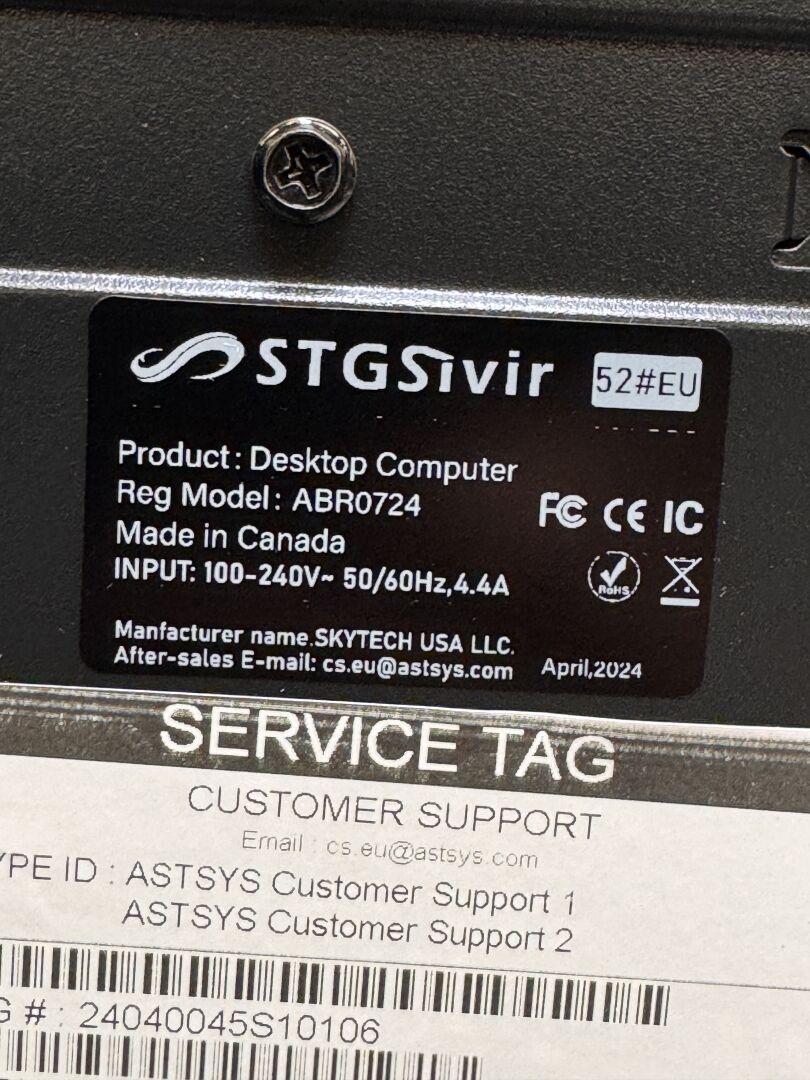 STGSivir 52#EU
Product: Desktop Computer
Reg Model: ABR0724
Made in Canada
INPUT: 100-240V~ 50/60Hz,4.4A
FC CE IC
RoHS
Manfacturer name.SKYTECH USA LLC.
After-sales E-mail: cs.eu@astsys.com April,2024
SERVICE TAG
CUSTOMER SUPPORT
Email : cs.eu@astsys.com
YPE ID : ASTSYS Customer Support 1
ASTSYS Customer Support 2
G # : 24040045S10106